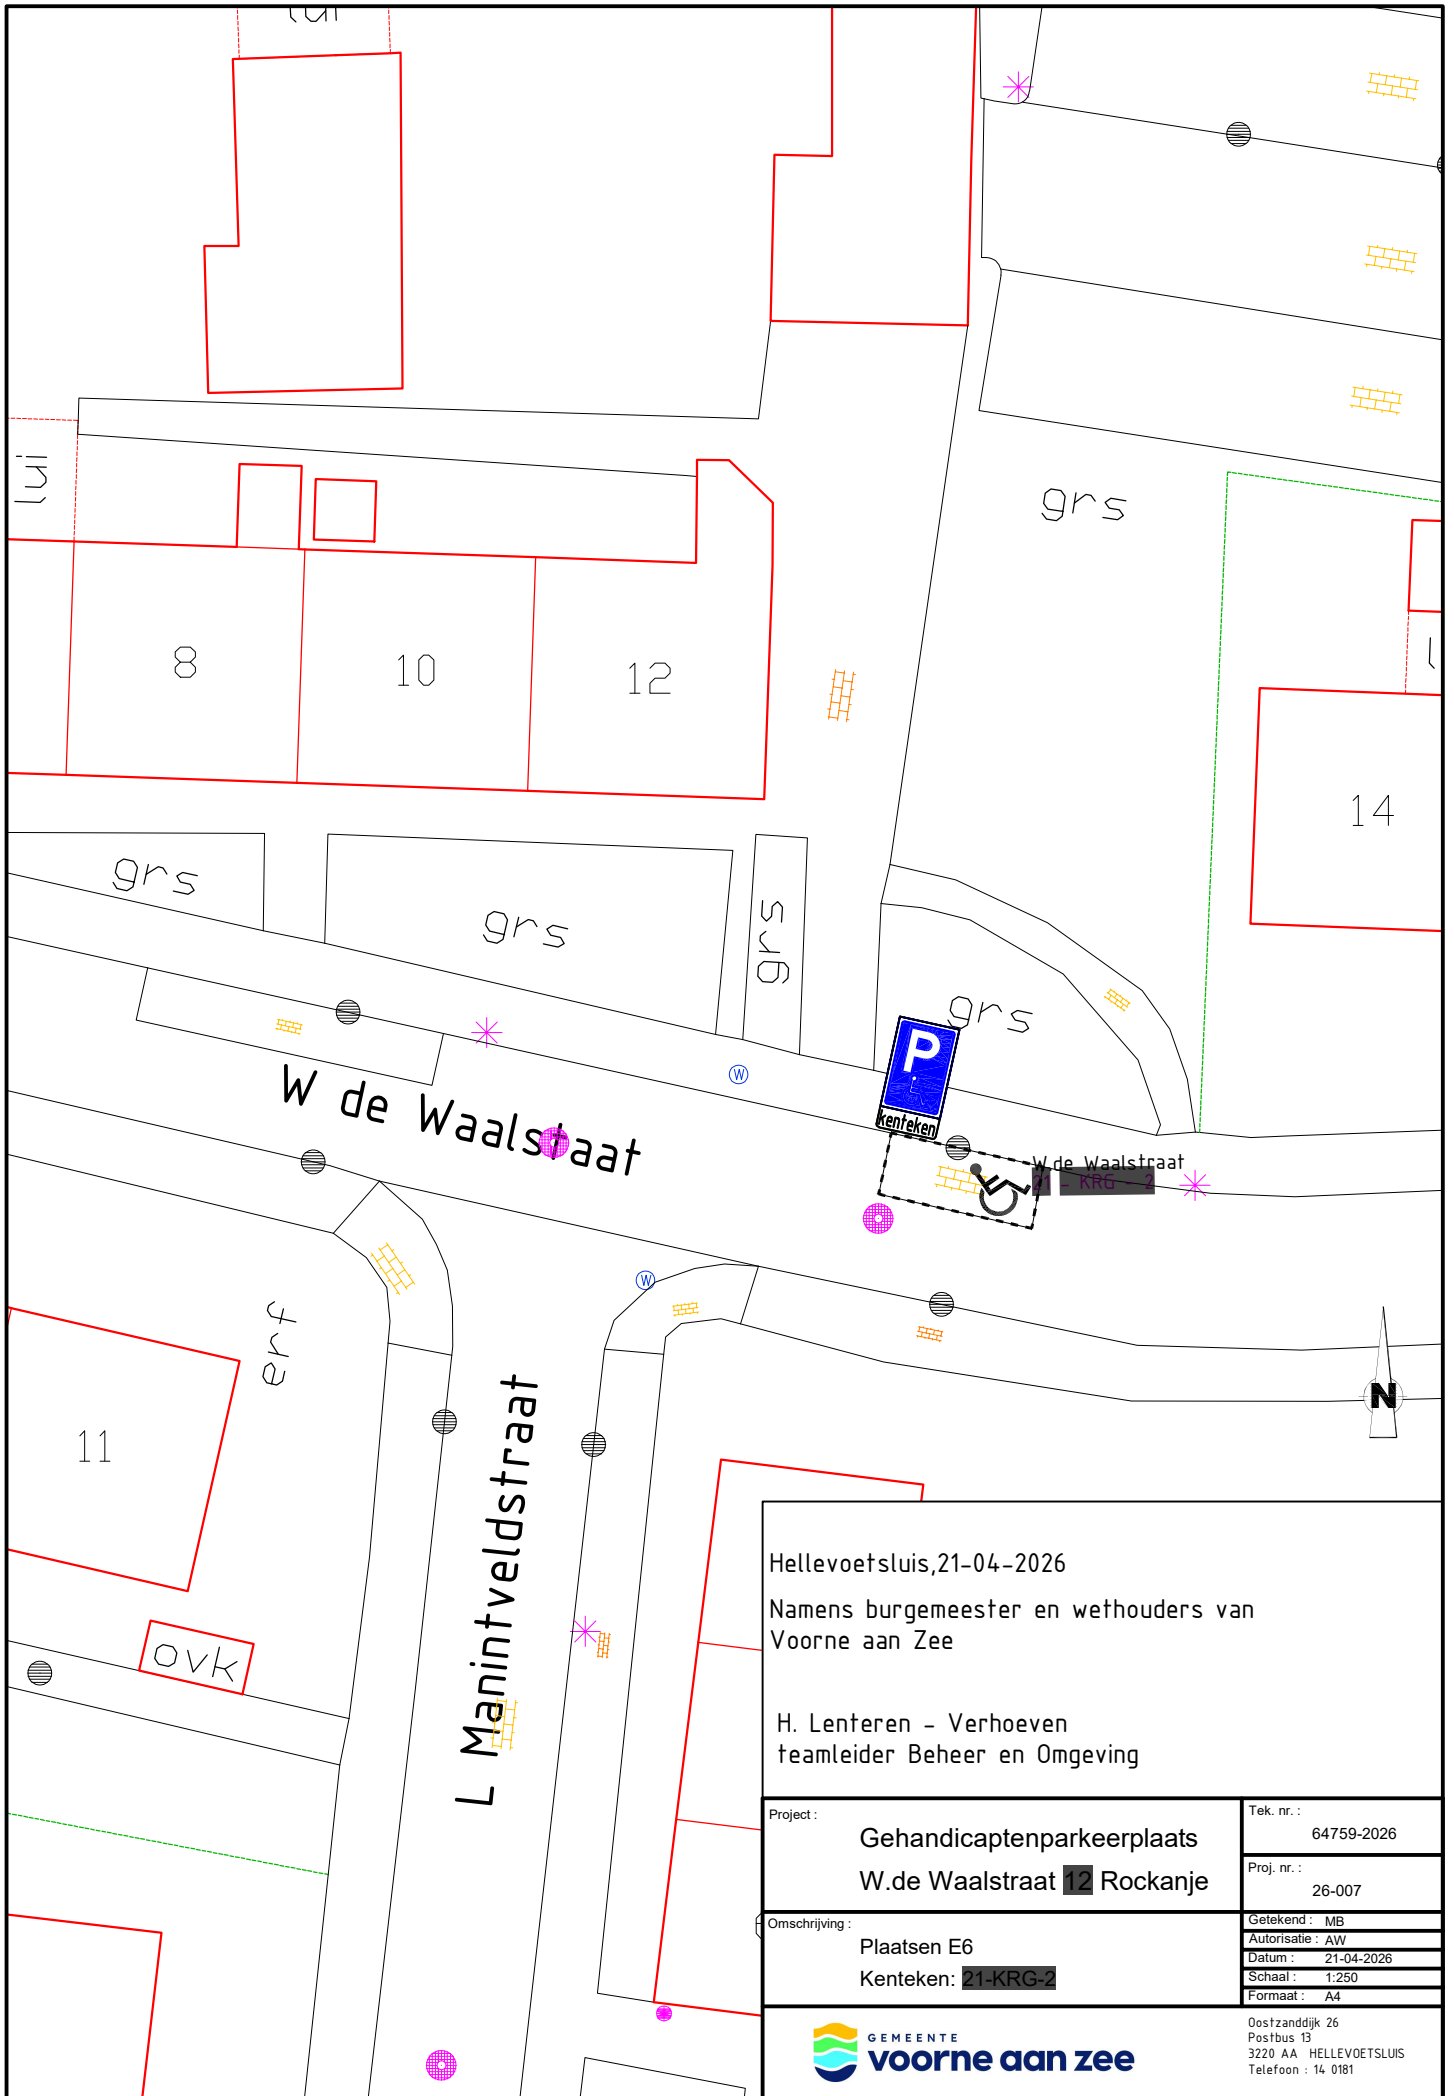 lui
lui
grs
8
10
12
l
14
grs
grs
grs
grs
W de Waalstraat
W
P
kenteken
W.de Waalstraat
W
erf
11
L Manintveldstraat
ovk
N
Hellevoetsluis,21-04-2026
Namens burgemeester en wethouders van
Voorne aan Zee
H. Lenteren - Verhoeven
teamleider Beheer en Omgeving
Project :
Gehandicaptenparkeerplaats
W.de Waalstraat Rockanje
Tek. nr. :
64759-2026
Proj. nr. :
26-007
Omschrijving :
Plaatsen E6
Kenteken:
Getekend : MB
Autorisatie : AW
Datum : 21-04-2026
Schaal : 1:250
Formaat : A4
GEMEENTE
voorne aan zee
Oostzanddijk 26
Postbus 13
3220 AA HELLEVOETSLUIS
Telefoon : 14 0181